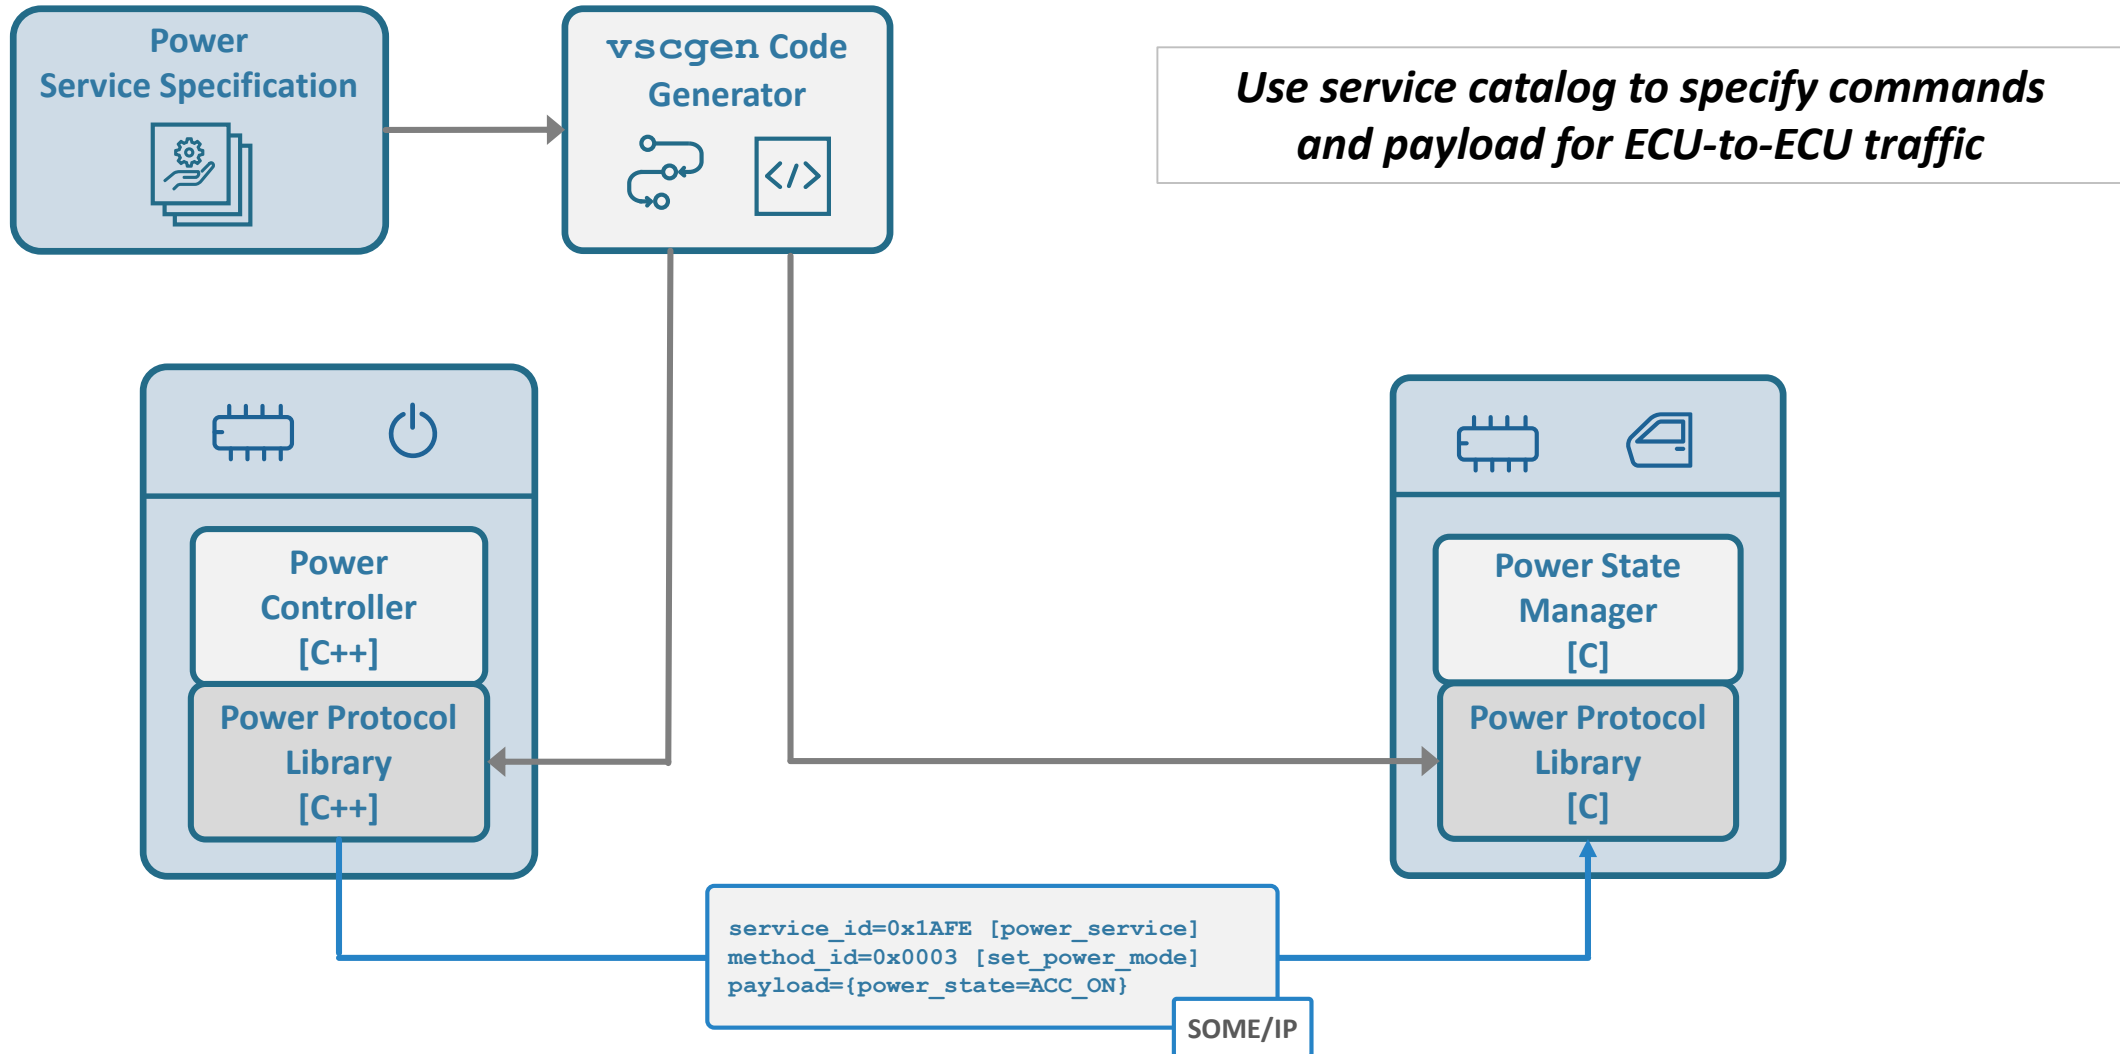 Power
Service Specification
vscgen Code
Generator
</>
Use service catalog to specify commands
and payload for ECU-to-ECU traffic
Power
Controller
[C++]
Power Protocol
Library
[C++]
Power State
Manager
[C]
Power Protocol
Library
[C]
service_id=0x1AFE [power_service]
method_id=0x0003 [set_power_mode]
payload={power_state=ACC_ON}
SOME/IP